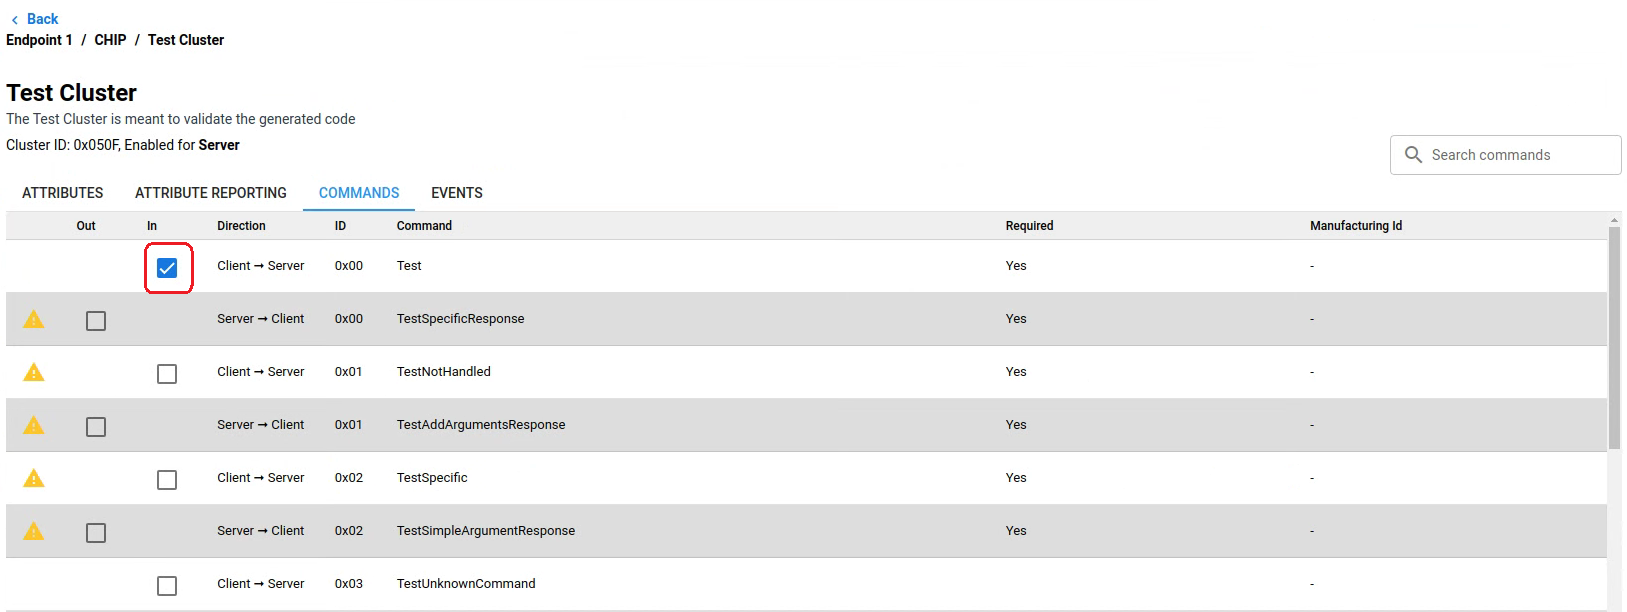 Back
Endpoint 1 / CHIP / Test Cluster
Test Cluster
The Test Cluster is meant to validate the generated code
Cluster ID: 0x050F, Enabled for Server
Search commands
ATTRIBUTES ATTRIBUTE REPORTING COMMANDS EVENTS
Out In Direction ID Command Required Manufacturing Id
Client → Server 0x00 Test Yes -
Server → Client 0x00 TestSpecificResponse Yes -
Client → Server 0x01 TestNotHandled Yes -
Server → Client 0x01 TestAddArgumentsResponse Yes -
Client → Server 0x02 TestSpecific Yes -
Server → Client 0x02 TestSimpleArgumentResponse Yes -
Client → Server 0x03 TestUnknownCommand -